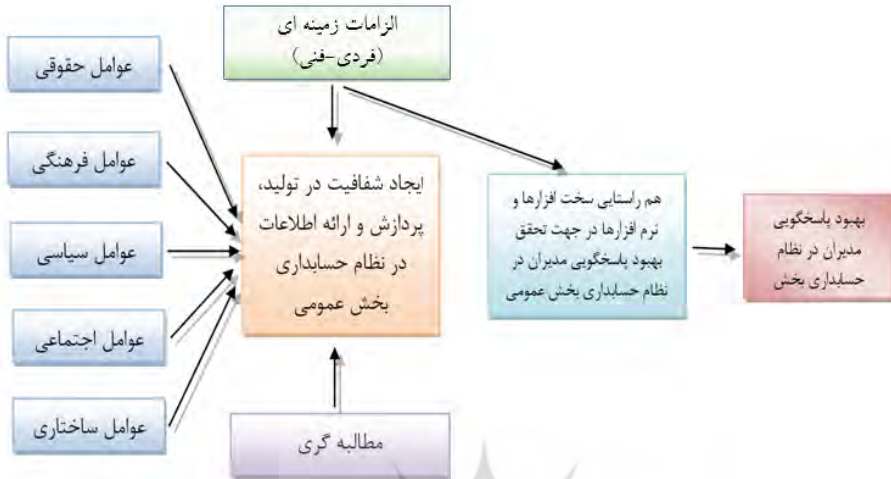 الزامات زمینه ای
(فردی-فنی)
عوامل حقوقی
عوامل فرهنگی
عوامل سیاسی
عوامل اجتماعی
عوامل ساختاری
ایجاد شفافیت در تولید،
پردازش و ارائه اطلاعات
در نظام حسابداری
بخش عمومی
مطالبه گری
هم راستایی سخت افزارها و
نرم افزارها در جهت تحقق
بهبود پاسخگویی مدیران در
نظام حسابداری بخش عمومی
بهبود پاسخگویی
مدیران در نظام
حسابداری بخش